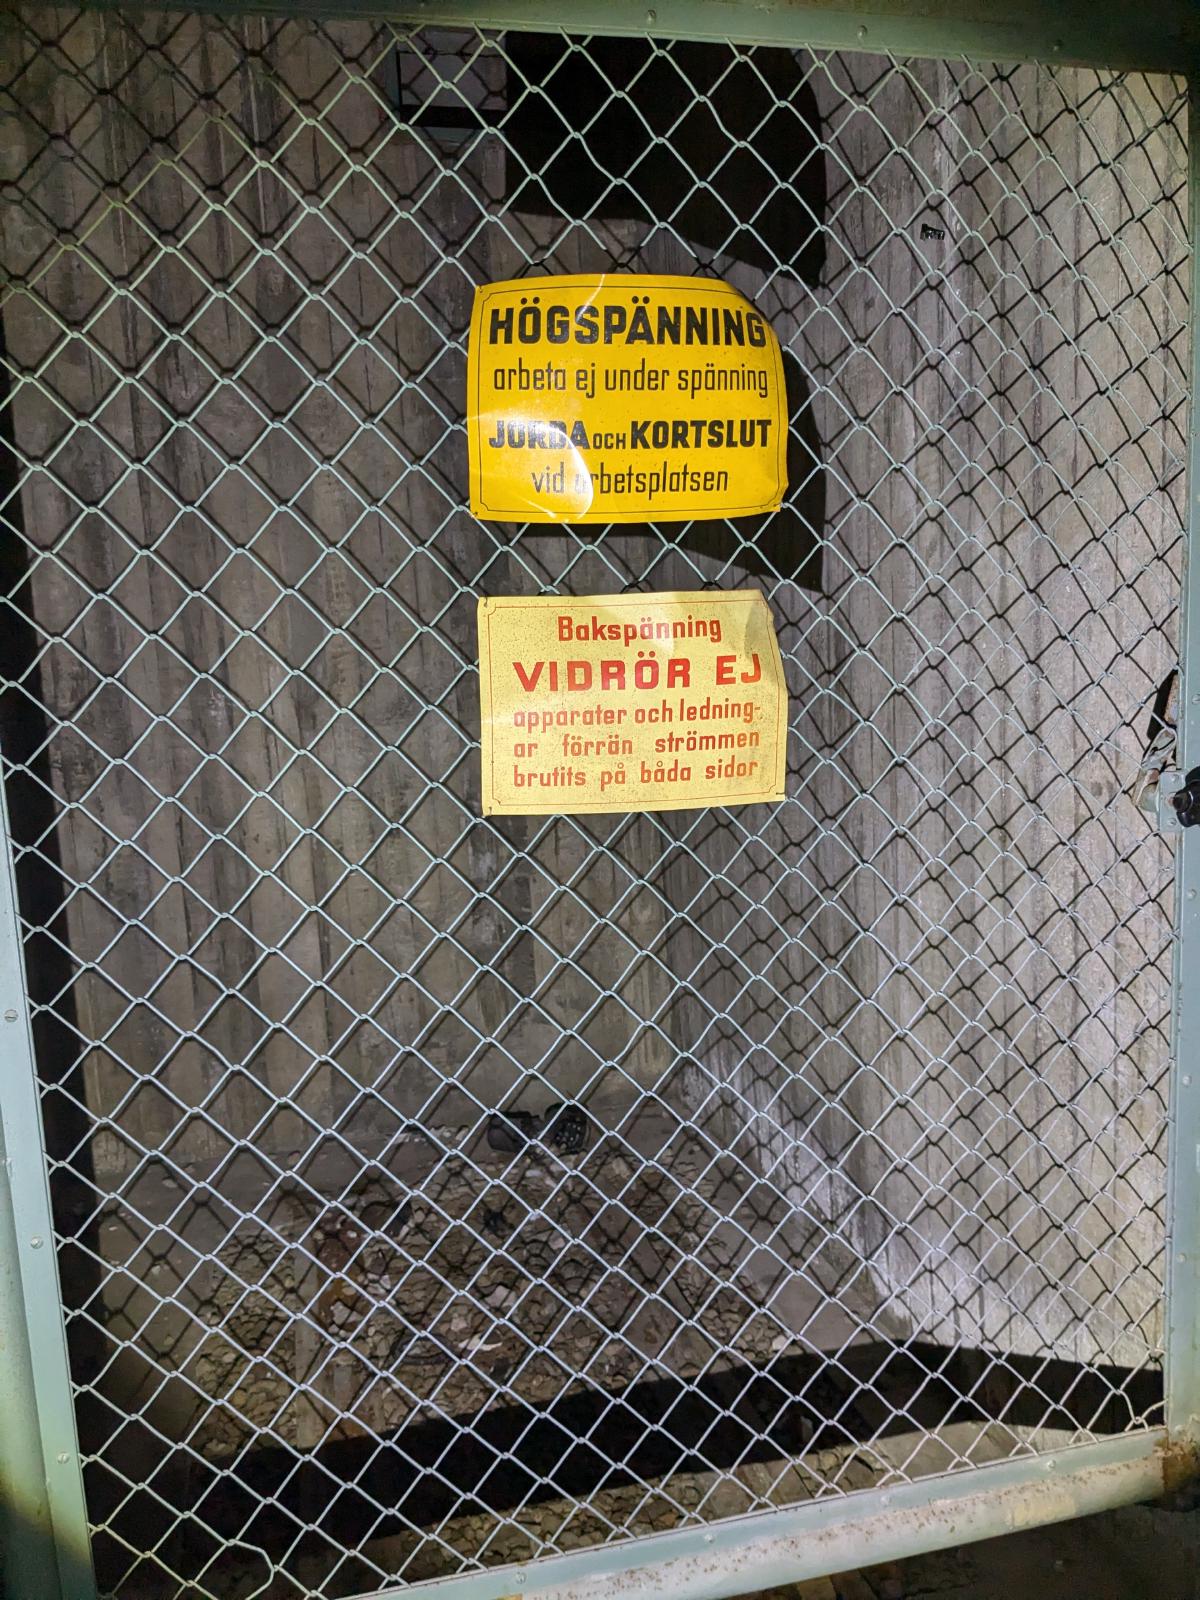 HÖGSPÄNNING
arbeta ej under spänning
JORDA OCH KORTSLUT
vid arbetsplatsen
Bakspänning
VIDRÖR EJ
apparater och ledning-
ar förrän strömmen
brutits på båda sidor